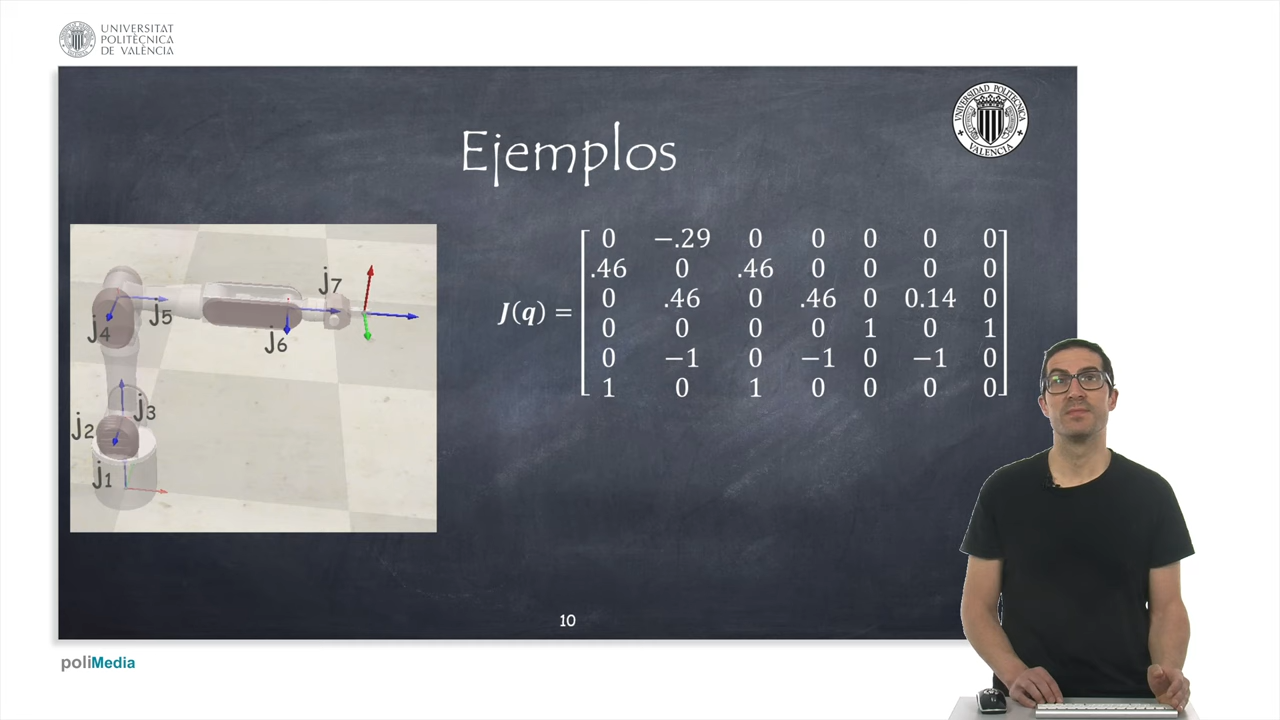 UNIVERSITAT
POLITÈCNICA
DE VALÈNCIA
UNIVERSIDAD POLITECNICA
VALENCIA
Ejemplos
j7
j4
j5
j6
j3
j2
j1
J(q) =
0 −.29 0 0 0 0 0
.46 0 .46 0 0 0 0
0 .46 0 .46 0 0.14 0
0 0 0 0 1 0 1
0 −1 0 −1 0 −1 0
1 0 1 0 0 0 0
10
poliMedia